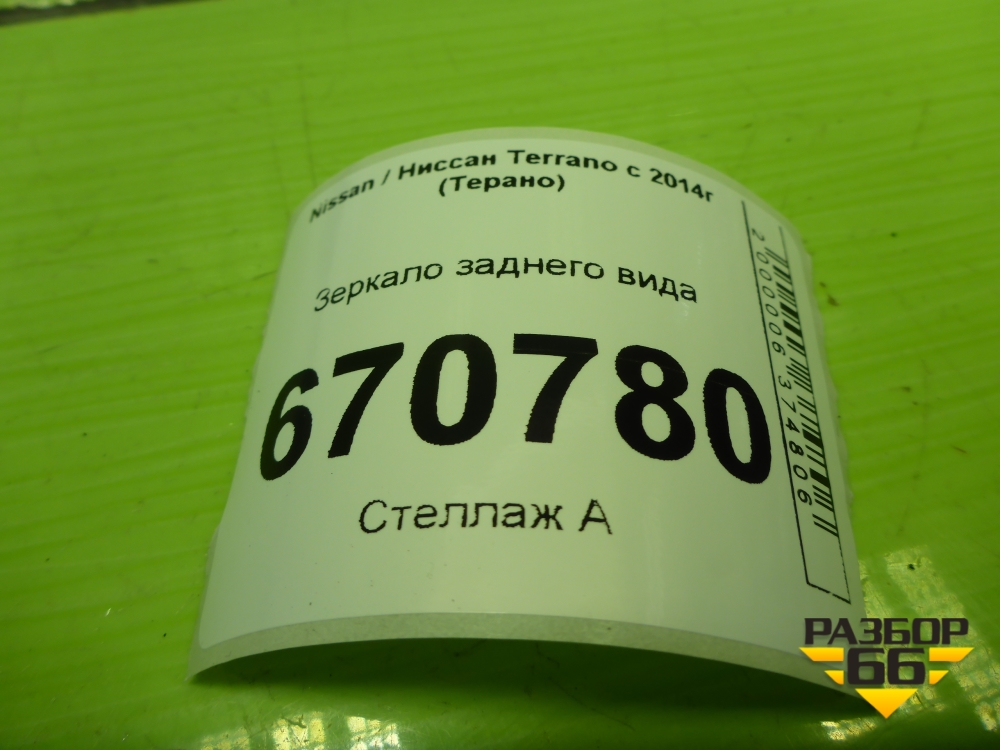 Nissan / Ниссан Terrano с 2014г
(Терано)
Зеркало заднего вида
670780
Стеллаж А
2000006374806
РАЗБОР
66